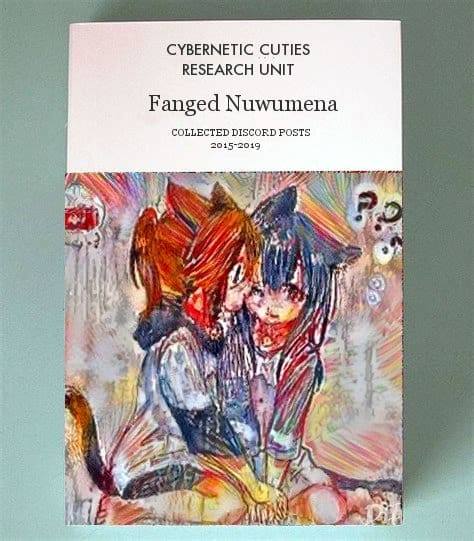 CYBERNETIC CUTIES
RESEARCH UNIT
Fanged Nuwumena
COLLECTED DISCORD POSTS
2015-2019